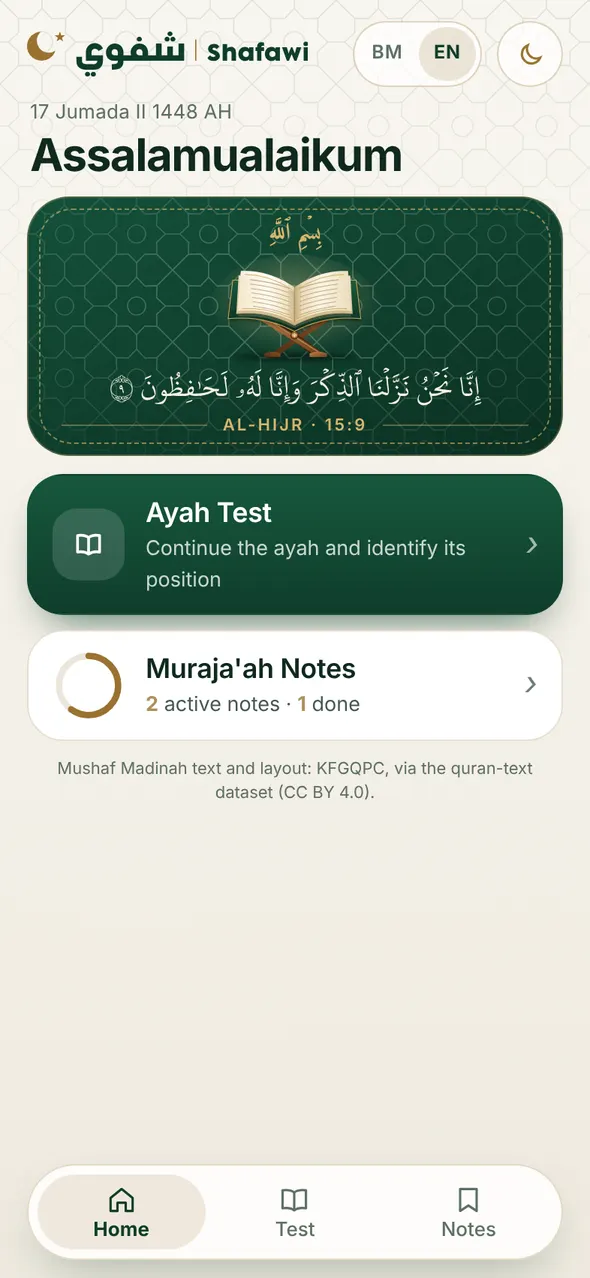 شفوي | Shafawi
BM EN
17 Jumada II 1448 AH
Assalamualaikum
بِسْمِ ٱللَّهِ
إِنَّا نَحْنُ نَزَّلْنَا ٱلذِّكْرَ وَإِنَّا لَهُۥ لَحَـٰفِظُونَ ٩
AL-HIJR · 15:9
Ayah Test
Continue the ayah and identify its
position
Muraja'ah Notes
2 active notes · 1 done
Mushaf Madinah text and layout: KFGQPC, via the quran-text
dataset (CC BY 4.0).
Home Test Notes